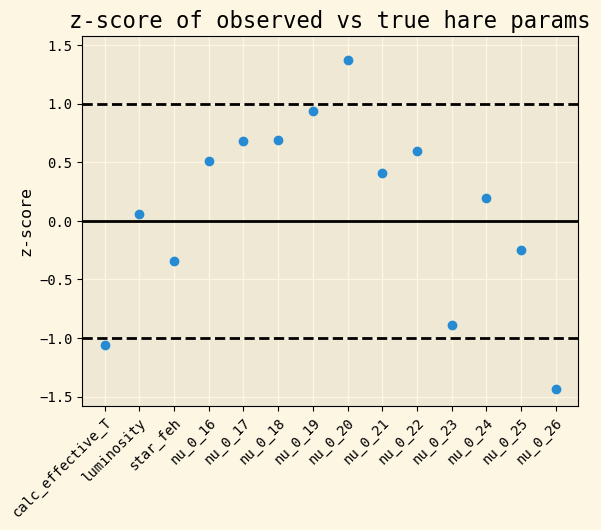 z-score of observed vs true hare params
1.5
1.0
0.5
0.0
−0.5
−1.0
−1.5
z-score
calc_effective_T
luminosity
star_feh
nu_0_16
nu_0_17
nu_0_18
nu_0_19
nu_0_20
nu_0_21
nu_0_22
nu_0_23
nu_0_24
nu_0_25
nu_0_26